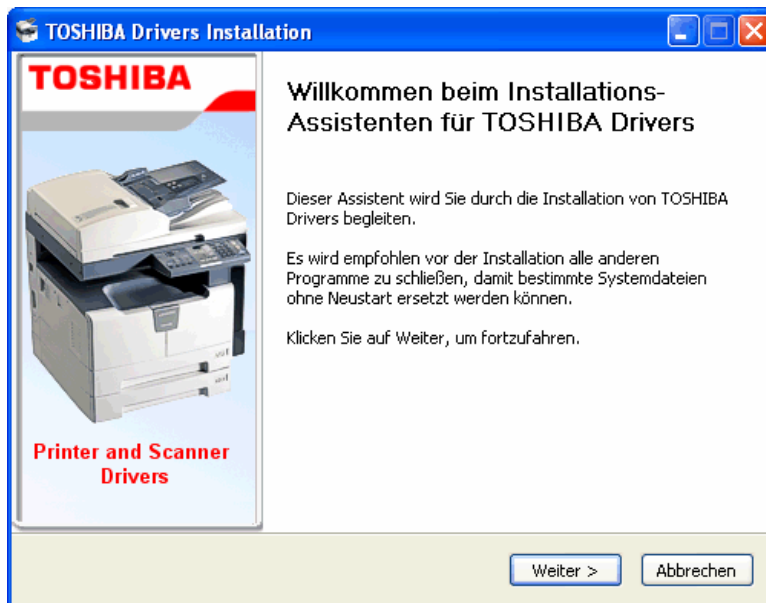 TOSHIBA Drivers Installation
TOSHIBA
Printer and Scanner
Drivers
Willkommen beim Installations-
Assistenten für TOSHIBA Drivers
Dieser Assistent wird Sie durch die Installation von TOSHIBA
Drivers begleiten.
Es wird empfohlen vor der Installation alle anderen
Programme zu schließen, damit bestimmte Systemdateien
ohne Neustart ersetzt werden können.
Klicken Sie auf Weiter, um fortzufahren.
Weiter >
Abbrechen